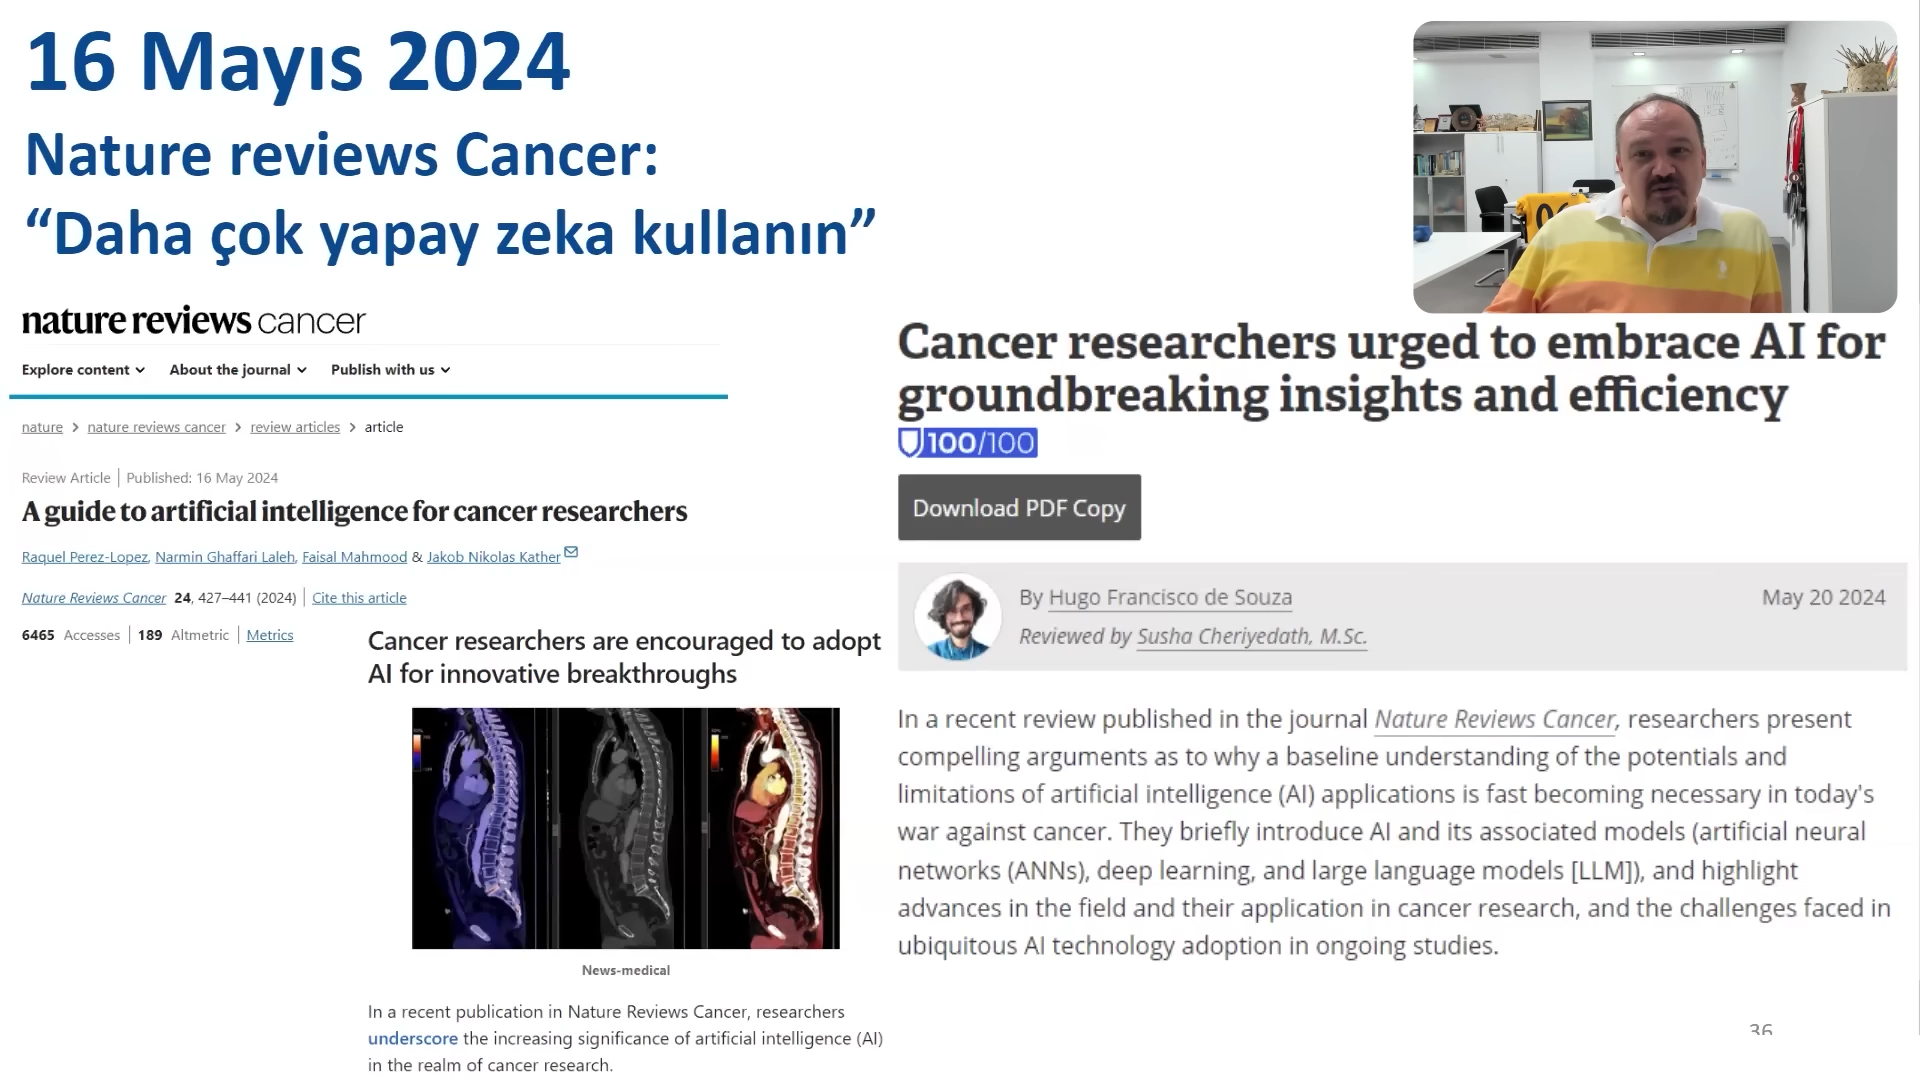 16 Mayıs 2024
Nature reviews Cancer:
“Daha çok yapay zeka kullanın”
nature reviews cancer
Explore content
About the journal
Publish with us
nature > nature reviews cancer > review articles > article
Review Article | Published: 16 May 2024
A guide to artificial intelligence for cancer researchers
Raquel Perez-Lopez, Narmin Ghaffari Laleh, Faisal Mahmood & Jakob Nikolas Kather
Nature Reviews Cancer 24, 427–441 (2024) | Cite this article
6465 Accesses | 189 Altmetric | Metrics
Cancer researchers are encouraged to adopt
AI for innovative breakthroughs
News-medical
In a recent publication in Nature Reviews Cancer, researchers
underscore the increasing significance of artificial intelligence (AI)
in the realm of cancer research.
06
Cancer researchers urged to embrace AI for
groundbreaking insights and efficiency
100/100
Download PDF Copy
By Hugo Francisco de Souza
May 20 2024
Reviewed by Susha Cheriyedath, M.Sc.
In a recent review published in the journal Nature Reviews Cancer, researchers present
compelling arguments as to why a baseline understanding of the potentials and
limitations of artificial intelligence (AI) applications is fast becoming necessary in today's
war against cancer. They briefly introduce AI and its associated models (artificial neural
networks (ANNs), deep learning, and large language models [LLM]), and highlight
advances in the field and their application in cancer research, and the challenges faced in
ubiquitous AI technology adoption in ongoing studies.
36